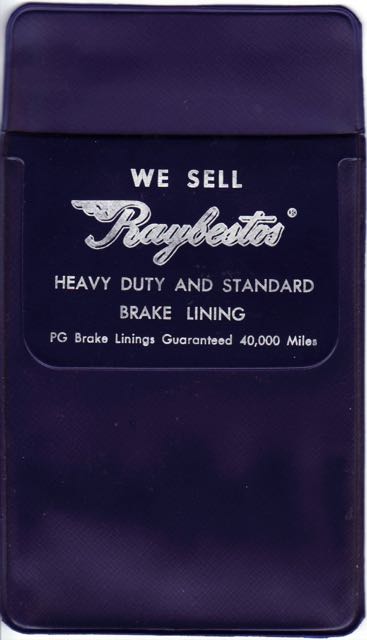 WE SELL
Raybestos®
HEAVY DUTY AND STANDARD
BRAKE LINING
PG Brake Linings Guaranteed 40,000 Miles